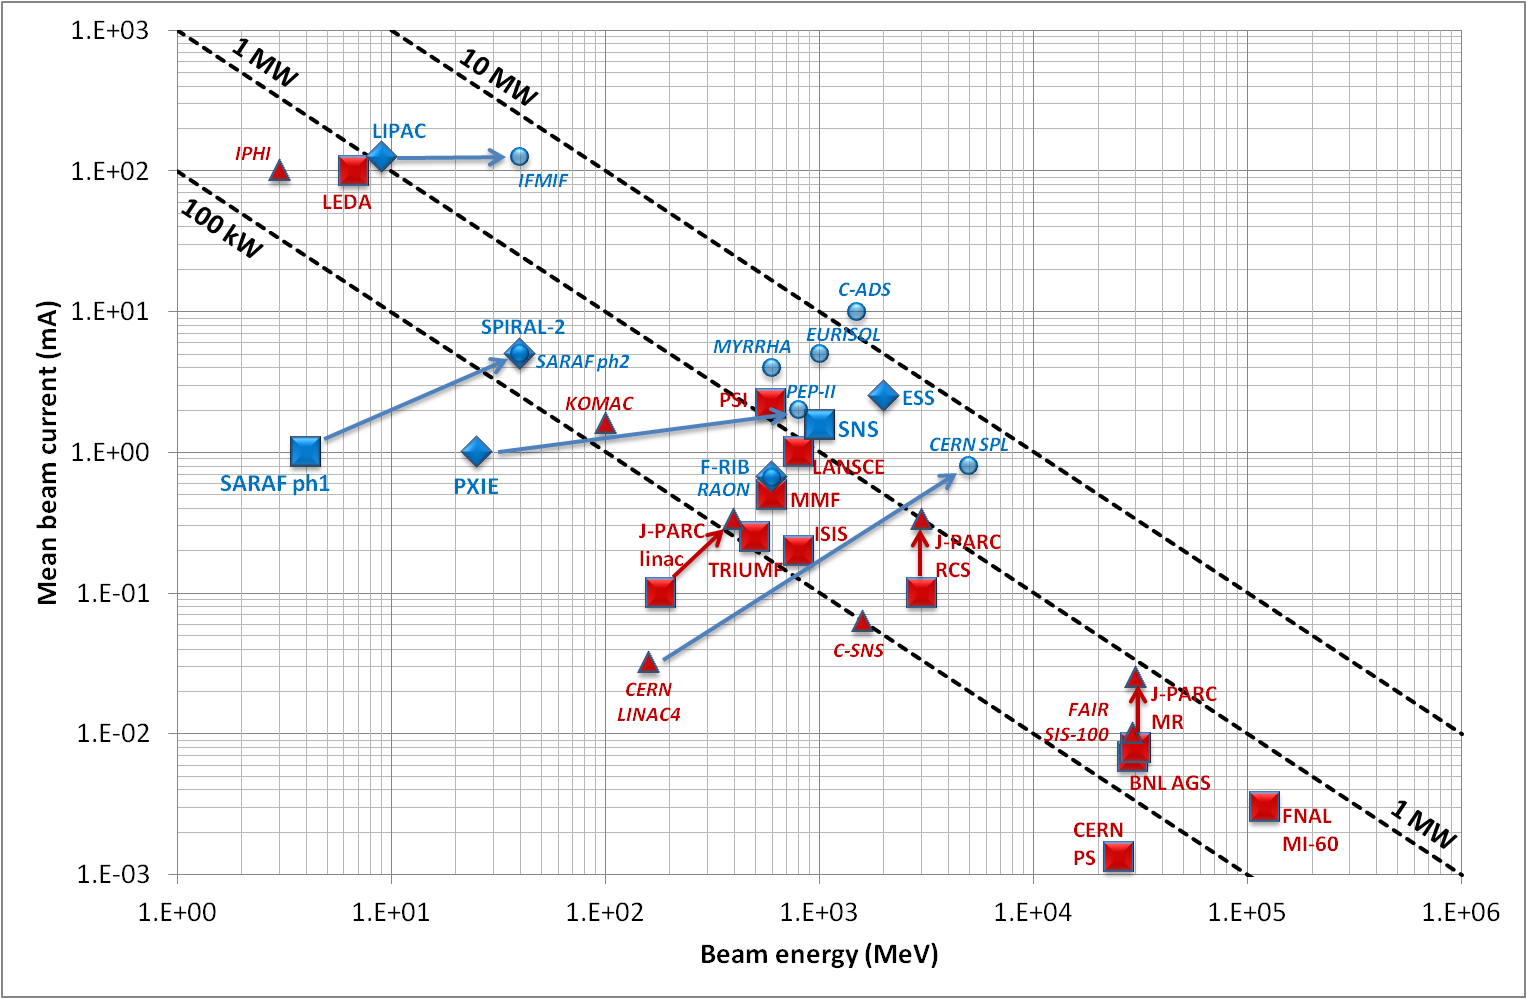 1.E+03
1 MW
10 MW
LIPAC
IPHI
1.E+02
IFMIF
LEDA
100 kW
C-ADS
1.E+01
SPIRAL-2
EURISOL
MYRRHA
SARAF ph2
PEP-II
PSI
ESS
KOMAC
SNS
CERN SPL
1.E+00
F-RIB
LANSCE
SARAF ph1
PXIE
RAON
MMF
J-PARC
linac
ISIS
J-PARC
RCS
TRIUMF
1.E-01
C-SNS
CERN
LINAC4
J-PARC
MR
FAIR
SIS-100
1.E-02
BNL AGS
1 MW
FNAL
MI-60
CERN
PS
1.E-03
1.E+00 1.E+01 1.E+02 1.E+03 1.E+04 1.E+05 1.E+06
Beam energy (MeV)
Mean beam current (mA)